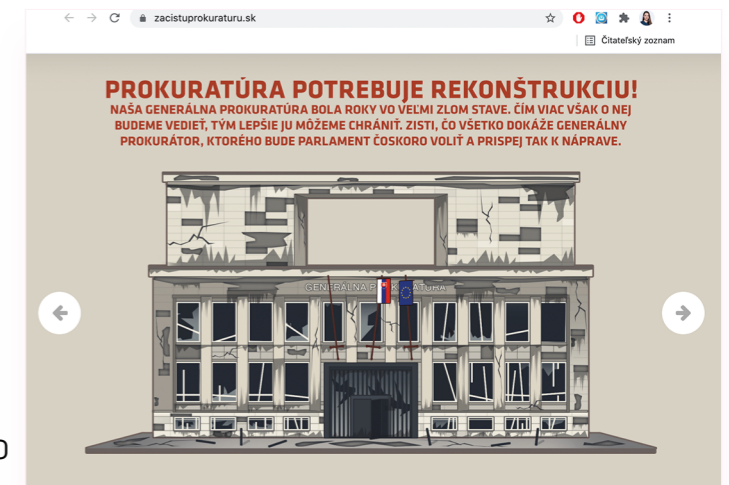 zacistuprokuraturu.sk
Čitateľský zoznam
PROKURATÚRA POTREBUJE REKONŠTRUKCIU!
NAŠA GENERÁLNA PROKURATÚRA BOLA ROKY VO VEĽMI ZLOM STAVE. ČÍM VIAC VŠAK O NEJ
BUDEME VEDIEŤ, TÝM LEPŠIE JU MÔŽEME CHRÁNIŤ. ZISTI, ČO VŠETKO DOKÁŽE GENERÁLNY
PROKURÁTOR, KTORÉHO BUDE PARLAMENT ČOSKORO VOLIŤ A PRISPEJ TAK K NÁPRAVE.
GENERÁLNA